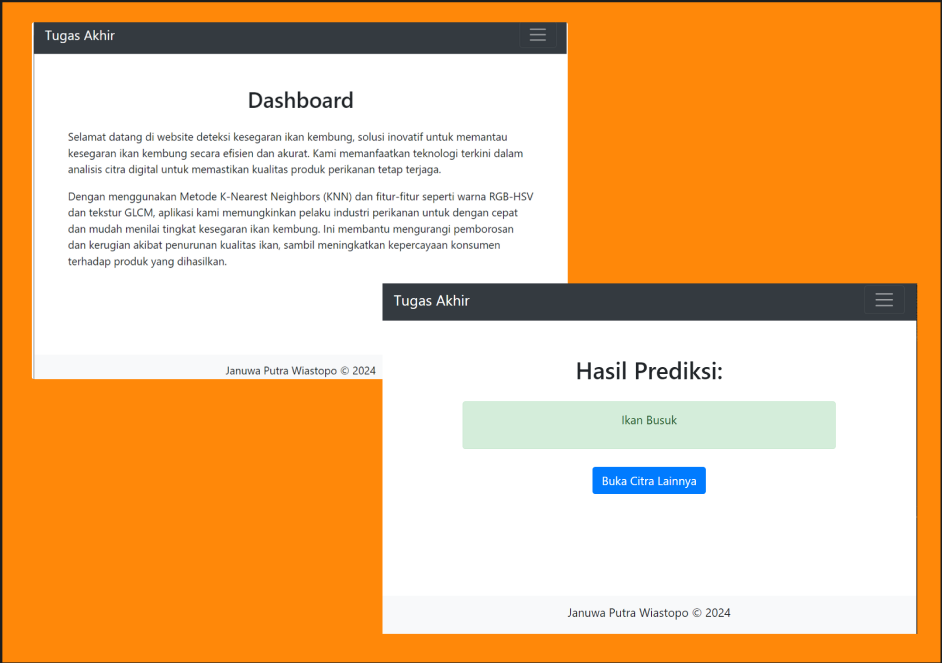 Tugas Akhir
Dashboard
Selamat datang di website deteksi kesegaran ikan kembung, solusi inovatif untuk memantau
kesegaran ikan kembung secara efisien dan akurat. Kami memanfaatkan teknologi terkini dalam
analisis citra digital untuk memastikan kualitas produk perikanan tetap terjaga.
Dengan menggunakan Metode K-Nearest Neighbors (KNN) dan fitur-fitur seperti warna RGB-HSV
dan tekstur GLCM, aplikasi kami memungkinkan pelaku industri perikanan untuk dengan cepat
dan mudah menilai tingkat kesegaran ikan kembung. Ini membantu mengurangi pemborosan
dan kerugian akibat penurunan kualitas ikan, sambil meningkatkan kepercayaan konsumen
terhadap produk yang dihasilkan.
Januwa Putra Wiastopo © 2024
Tugas Akhir
Hasil Prediksi:
Ikan Busuk
Buka Citra Lainnya
Januwa Putra Wiastopo © 2024